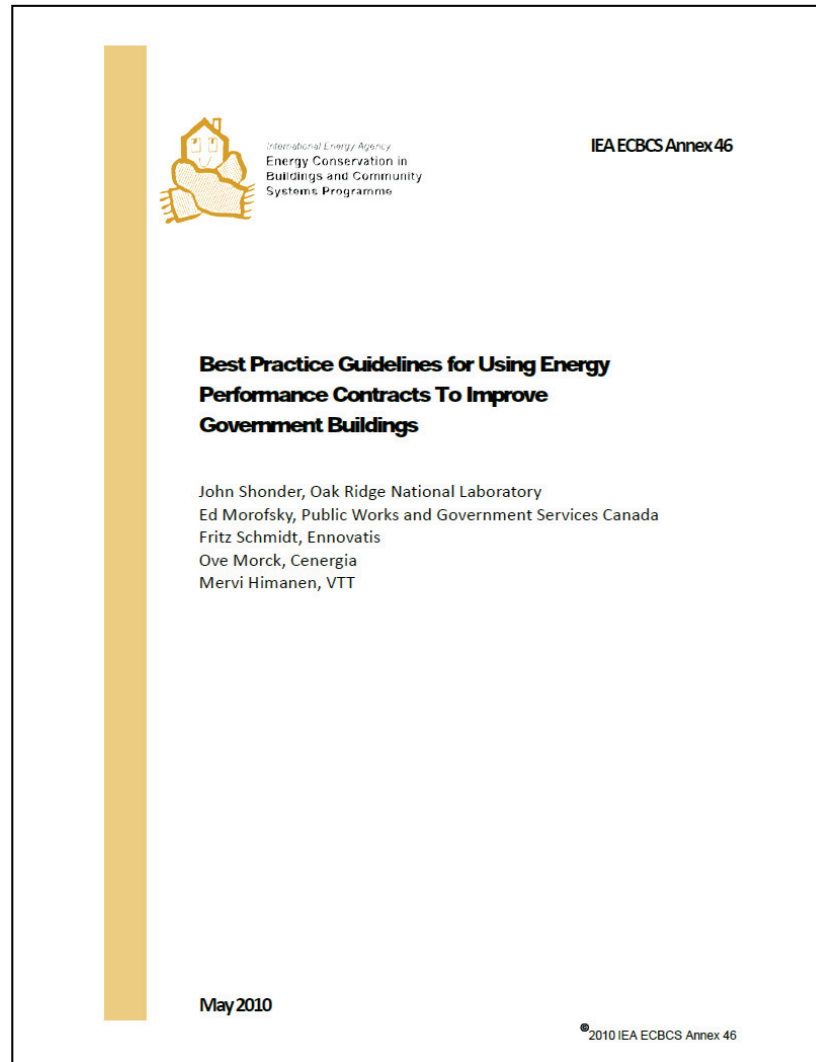 International Energy Agency
Energy Conservation in
Buildings and Community
Systems Programme
IEA ECBCS Annex 46
Best Practice Guidelines for Using Energy
Performance Contracts To Improve
Government Buildings
John Shonder, Oak Ridge National Laboratory
Ed Morofsky, Public Works and Government Services Canada
Fritz Schmidt, Ennovatis
Ove Morck, Cenergia
Mervi Himanen, VTT
May 2010
©2010 IEA ECBCS Annex 46